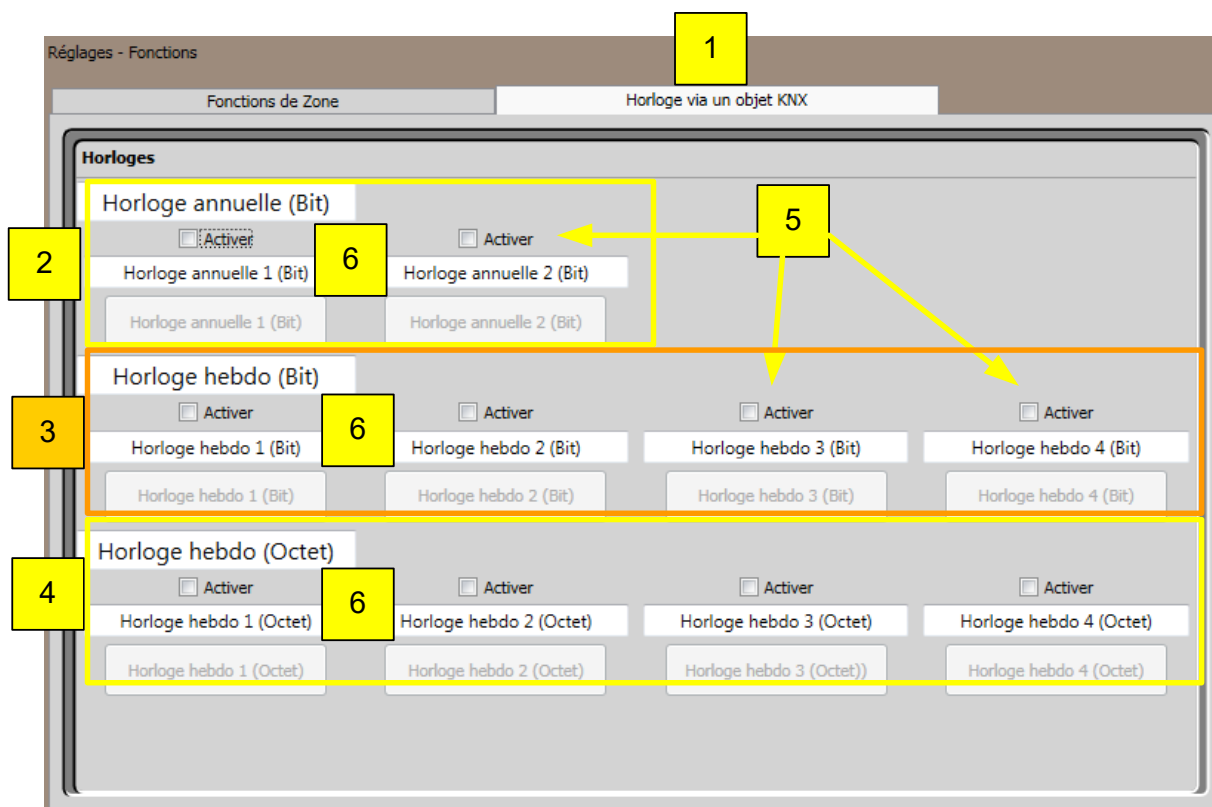 1
Réglages - Fonctions
Fonctions de Zone Horloge via un objet KNX
Horloges
Horloge annuelle (Bit)
5
2 Activer 6 Activer
Horloge annuelle 1 (Bit) Horloge annuelle 2 (Bit)
Horloge annuelle 1 (Bit) Horloge annuelle 2 (Bit)
Horloge hebdo (Bit)
3 Activer 6 Activer Activer Activer
Horloge hebdo 1 (Bit) Horloge hebdo 2 (Bit) Horloge hebdo 3 (Bit) Horloge hebdo 4 (Bit)
Horloge hebdo 1 (Bit) Horloge hebdo 2 (Bit) Horloge hebdo 3 (Bit) Horloge hebdo 4 (Bit)
Horloge hebdo (Octet)
4 Activer 6 Activer Activer Activer
Horloge hebdo 1 (Octet) Horloge hebdo 2 (Octet) Horloge hebdo 3 (Octet) Horloge hebdo 4 (Octet)
Horloge hebdo 1 (Octet) Horloge hebdo 2 (Octet) Horloge hebdo 3 (Octet)) Horloge hebdo 4 (Octet)